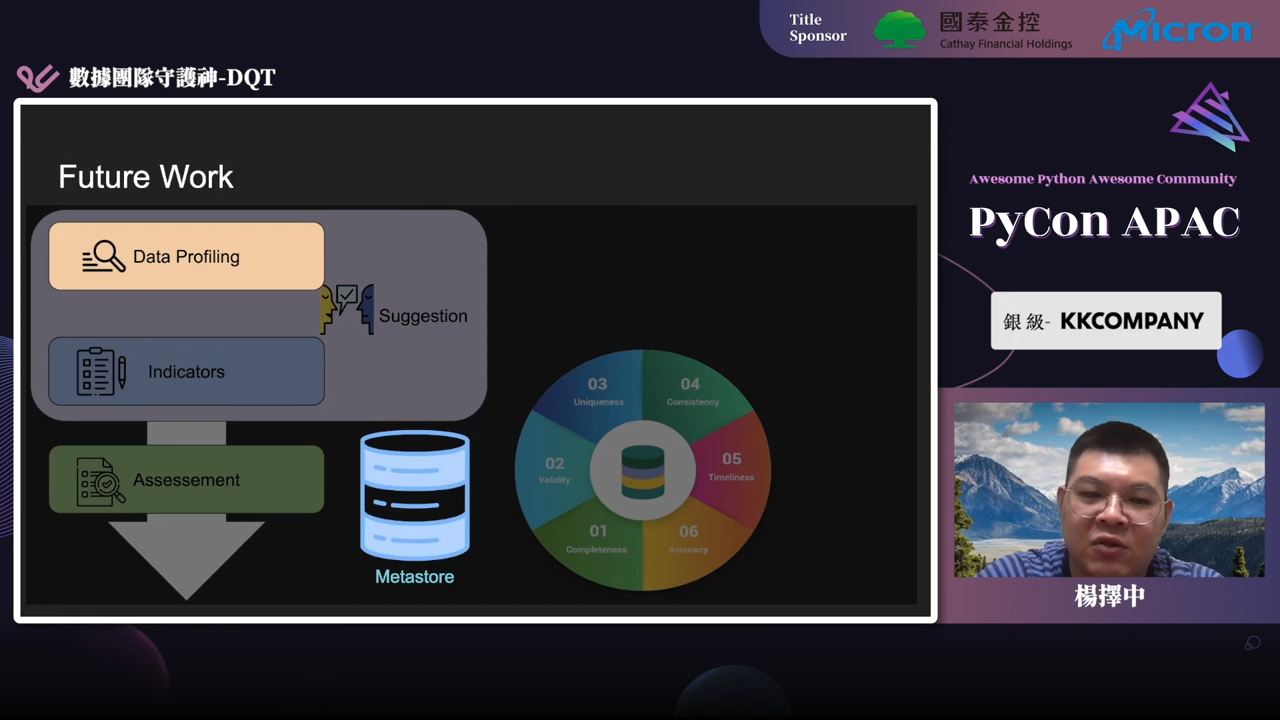 Title
Sponsor
國泰金控
Cathay Financial Holdings
Micron
數據團隊守護神-DQT
Future Work
Data Profiling
Suggestion
Indicators
Assessement
Metastore
03
Uniqueness
04
Consistency
02
Validity
05
Timeliness
01
Completeness
06
Accuracy
Awesome Python Awesome Community
PyCon APAC
銀級- KKCOMPANY
楊擇中